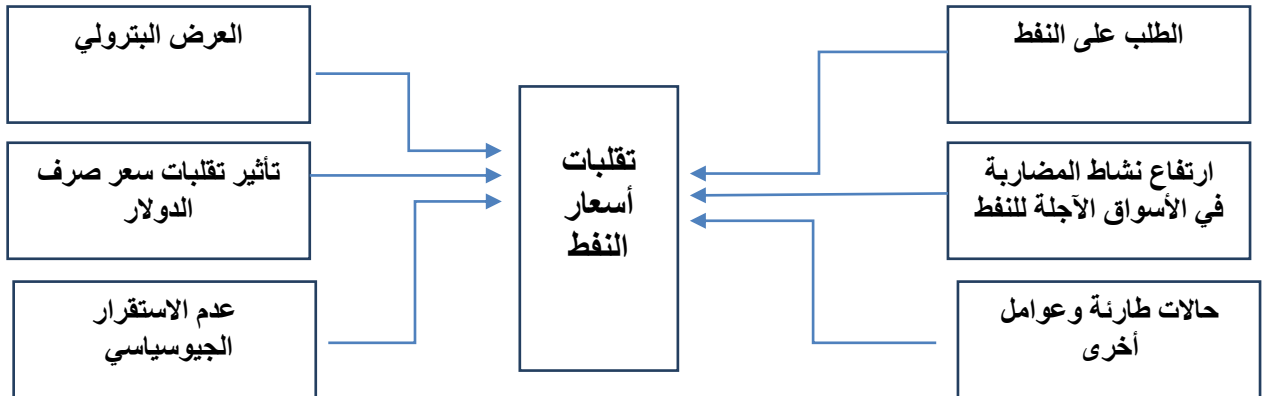 الطلب على النفط
العرض البترولي
تقلبات
أسعار
النفط
ارتفاع نشاط المضاربة
في الأسواق الآجلة للنفط
تأثير تقلبات سعر صرف
الدولار
حالات طارئة وعوامل
أخرى
عدم الاستقرار
الجيوسياسي